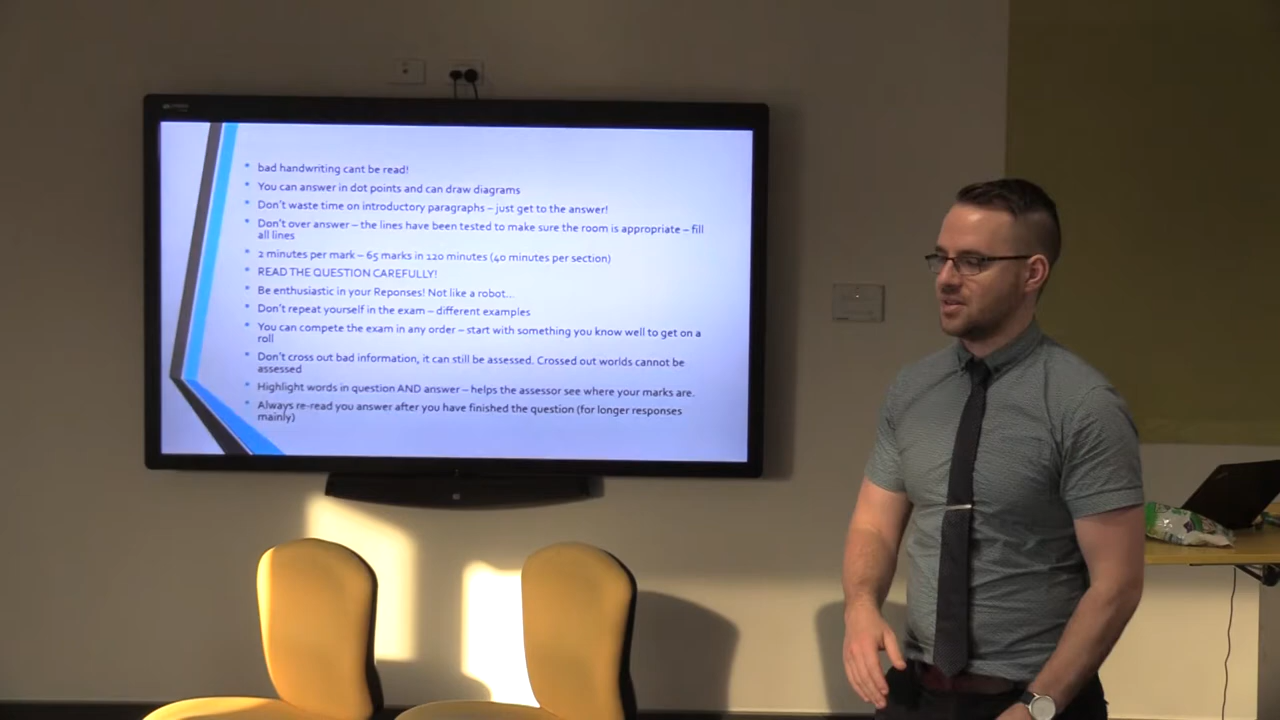 bad handwriting cant be read!
You can answer in dot points and can draw diagrams
Don't waste time on introductory paragraphs – just get to the answer!
Don't over answer – the lines have been tested to make sure the room is appropriate – fill
all lines
2 minutes per mark – 65 marks in 120 minutes (40 minutes per section)
READ THE QUESTION CAREFULLY!
Be enthusiastic in your Reponses! Not like a robot...
Don't repeat yourself in the exam – different examples
You can compete the exam in any order – start with something you know well to get on a
roll
Don't cross out bad information, it can still be assessed. Crossed out worlds cannot be
assessed
Highlight words in question AND answer – helps the assessor see where your marks are.
Always re-read you answer after you have finished the question (for longer responses
mainly)